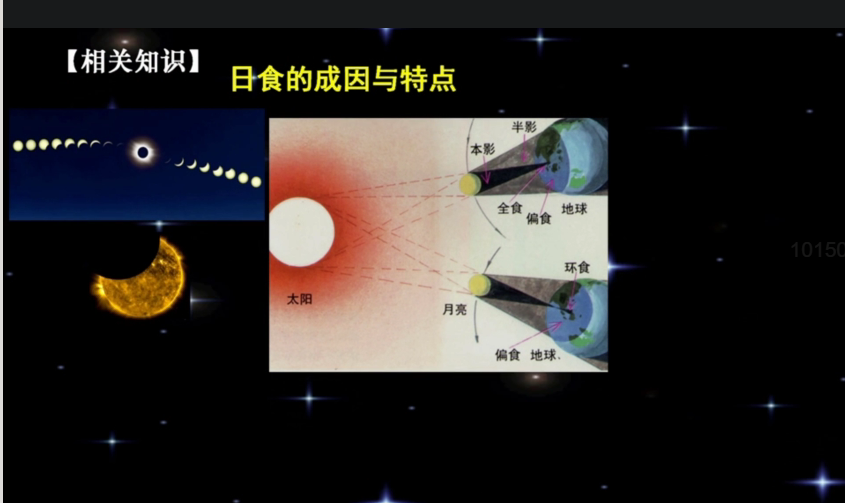 【相关知识】
日食的成因与特点
半影
本影
全食
偏食
地球
太阳
环食
月亮
偏食 地球.
10150